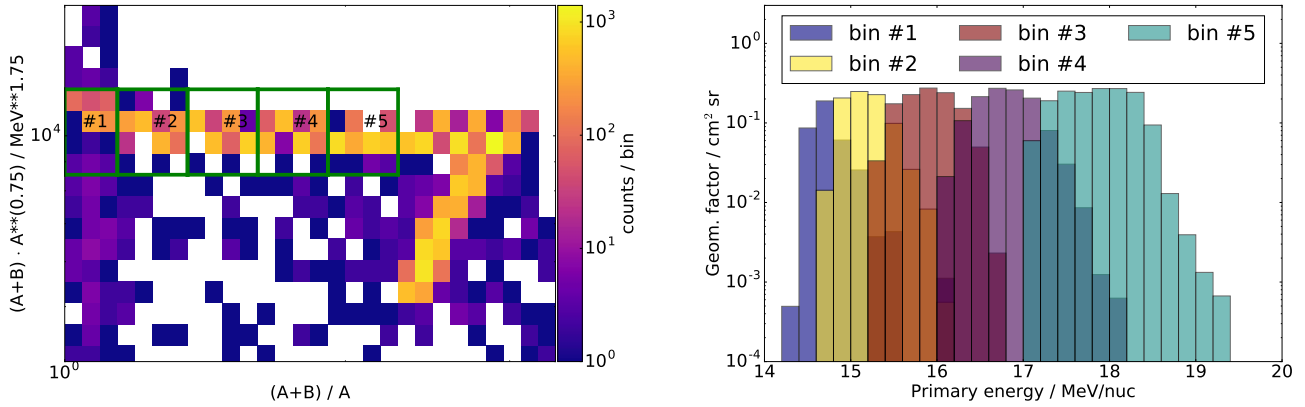 (A+B) · A**(0.75) / MeV**1.75
10^4
10^0
#1 #2 #3 #4 #5
(A+B) / A
10^3
10^2
10^1
10^0
counts / bin
Geom. factor / cm^2 sr
10^0
10^-1
10^-2
10^-3
10^-4
bin #1 bin #3 bin #5
bin #2 bin #4
14 15 16 17 18 19 20
Primary energy / MeV/nuc